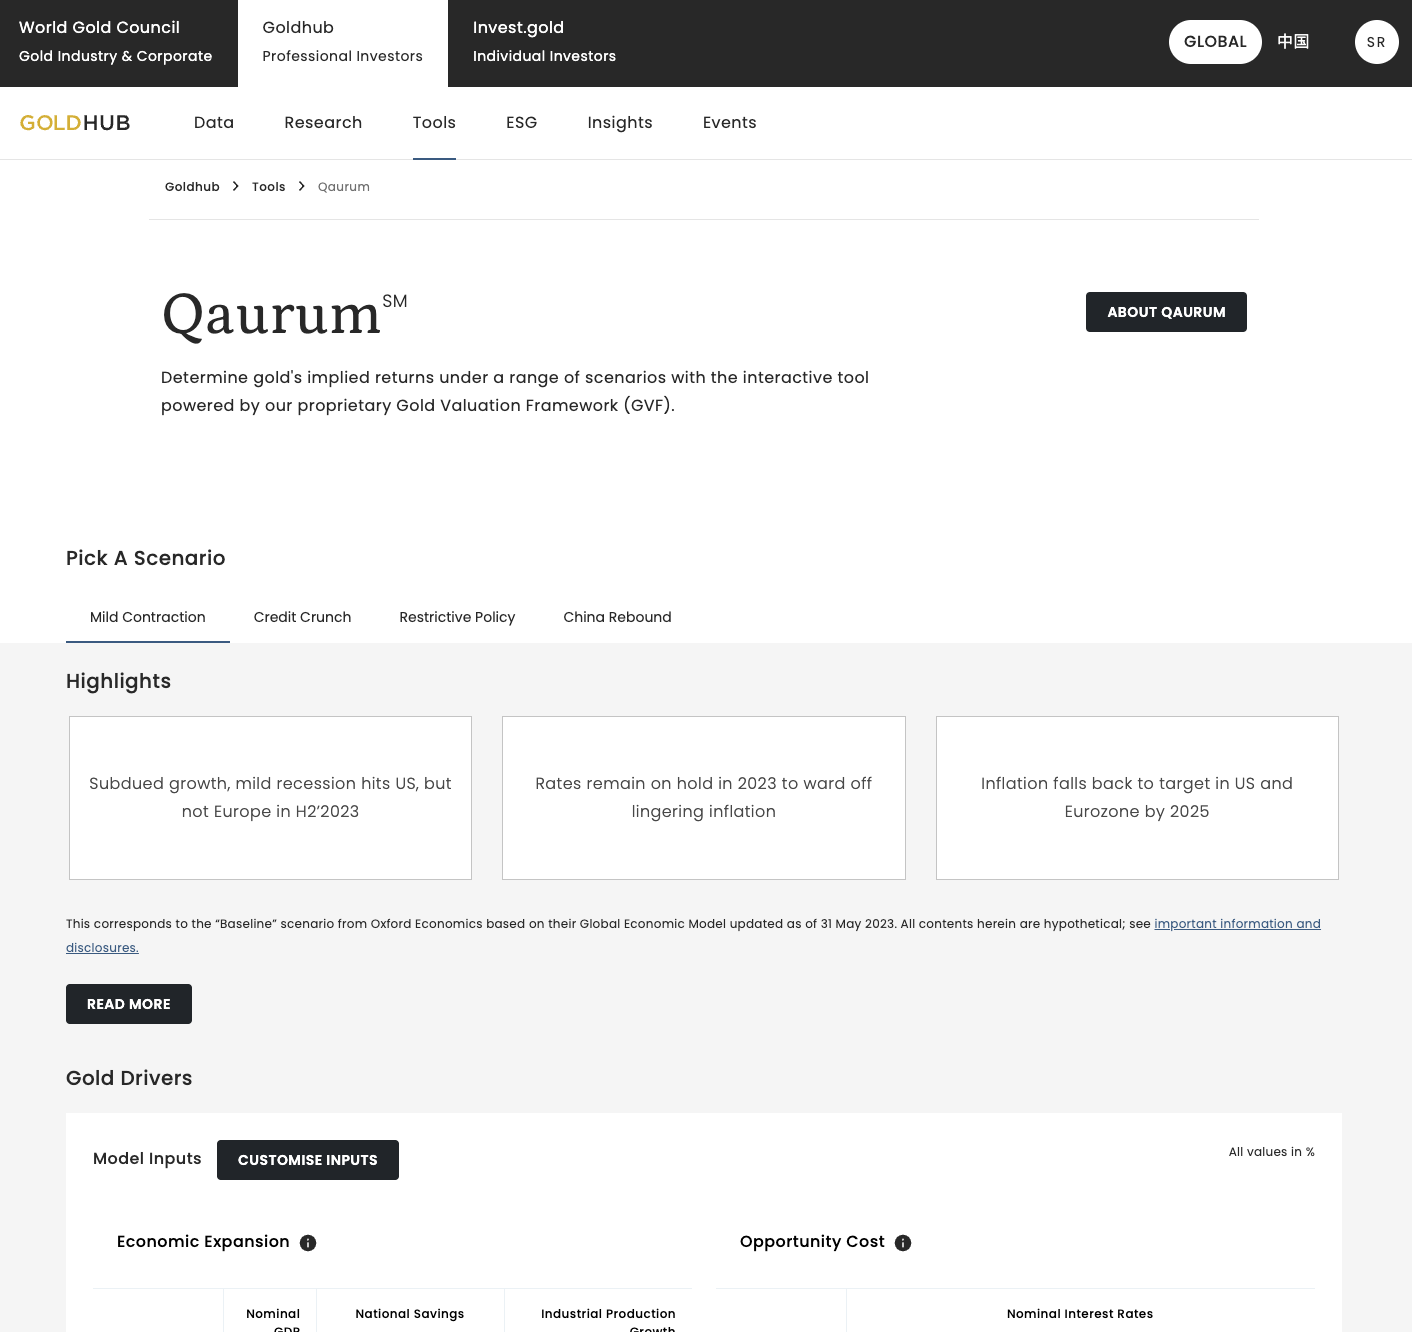 World Gold Council
Gold Industry & Corporate
Goldhub
Professional Investors
Invest.gold
Individual Investors
GLOBAL
中国
SR
GOLDHUB
Data
Research
Tools
ESG
Insights
Events
Goldhub > Tools > Qaurum
Qaurum SM
ABOUT QAURUM
Determine gold's implied returns under a range of scenarios with the interactive tool
powered by our proprietary Gold Valuation Framework (GVF).
Pick A Scenario
Mild Contraction
Credit Crunch
Restrictive Policy
China Rebound
Highlights
Subdued growth, mild recession hits US, but
not Europe in H2’2023
Rates remain on hold in 2023 to ward off
lingering inflation
Inflation falls back to target in US and
Eurozone by 2025
This corresponds to the “Baseline” scenario from Oxford Economics based on their Global Economic Model updated as of 31 May 2023. All contents herein are hypothetical; see important information and
disclosures.
READ MORE
Gold Drivers
Model Inputs
CUSTOMISE INPUTS
All values in %
Economic Expansion
Opportunity Cost
Nominal
GDP
National Savings
Industrial Production
Growth
Nominal Interest Rates